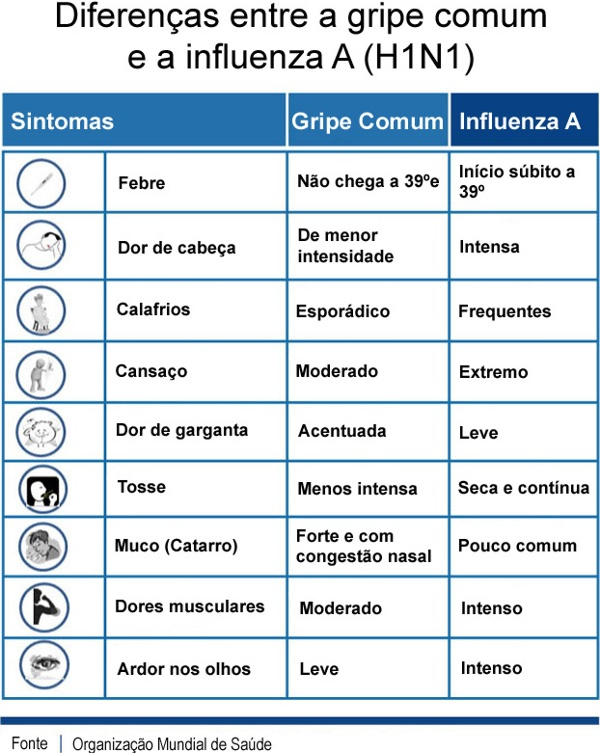 Diferenças entre a gripe comum
e a influenza A (H1N1)
Sintomas Gripe Comum Influenza A
Febre Não chega a 39ºe Início súbito a
39º
Dor de cabeça De menor
intensidade Intensa
Calafrios Esporádico Frequentes
Cansaço Moderado Extremo
Dor de garganta Acentuada Leve
Tosse Menos intensa Seca e contínua
Muco (Catarro) Forte e com
congestão nasal Pouco comum
Dores musculares Moderado Intenso
Ardor nos olhos Leve Intenso
Fonte | Organização Mundial de Saúde